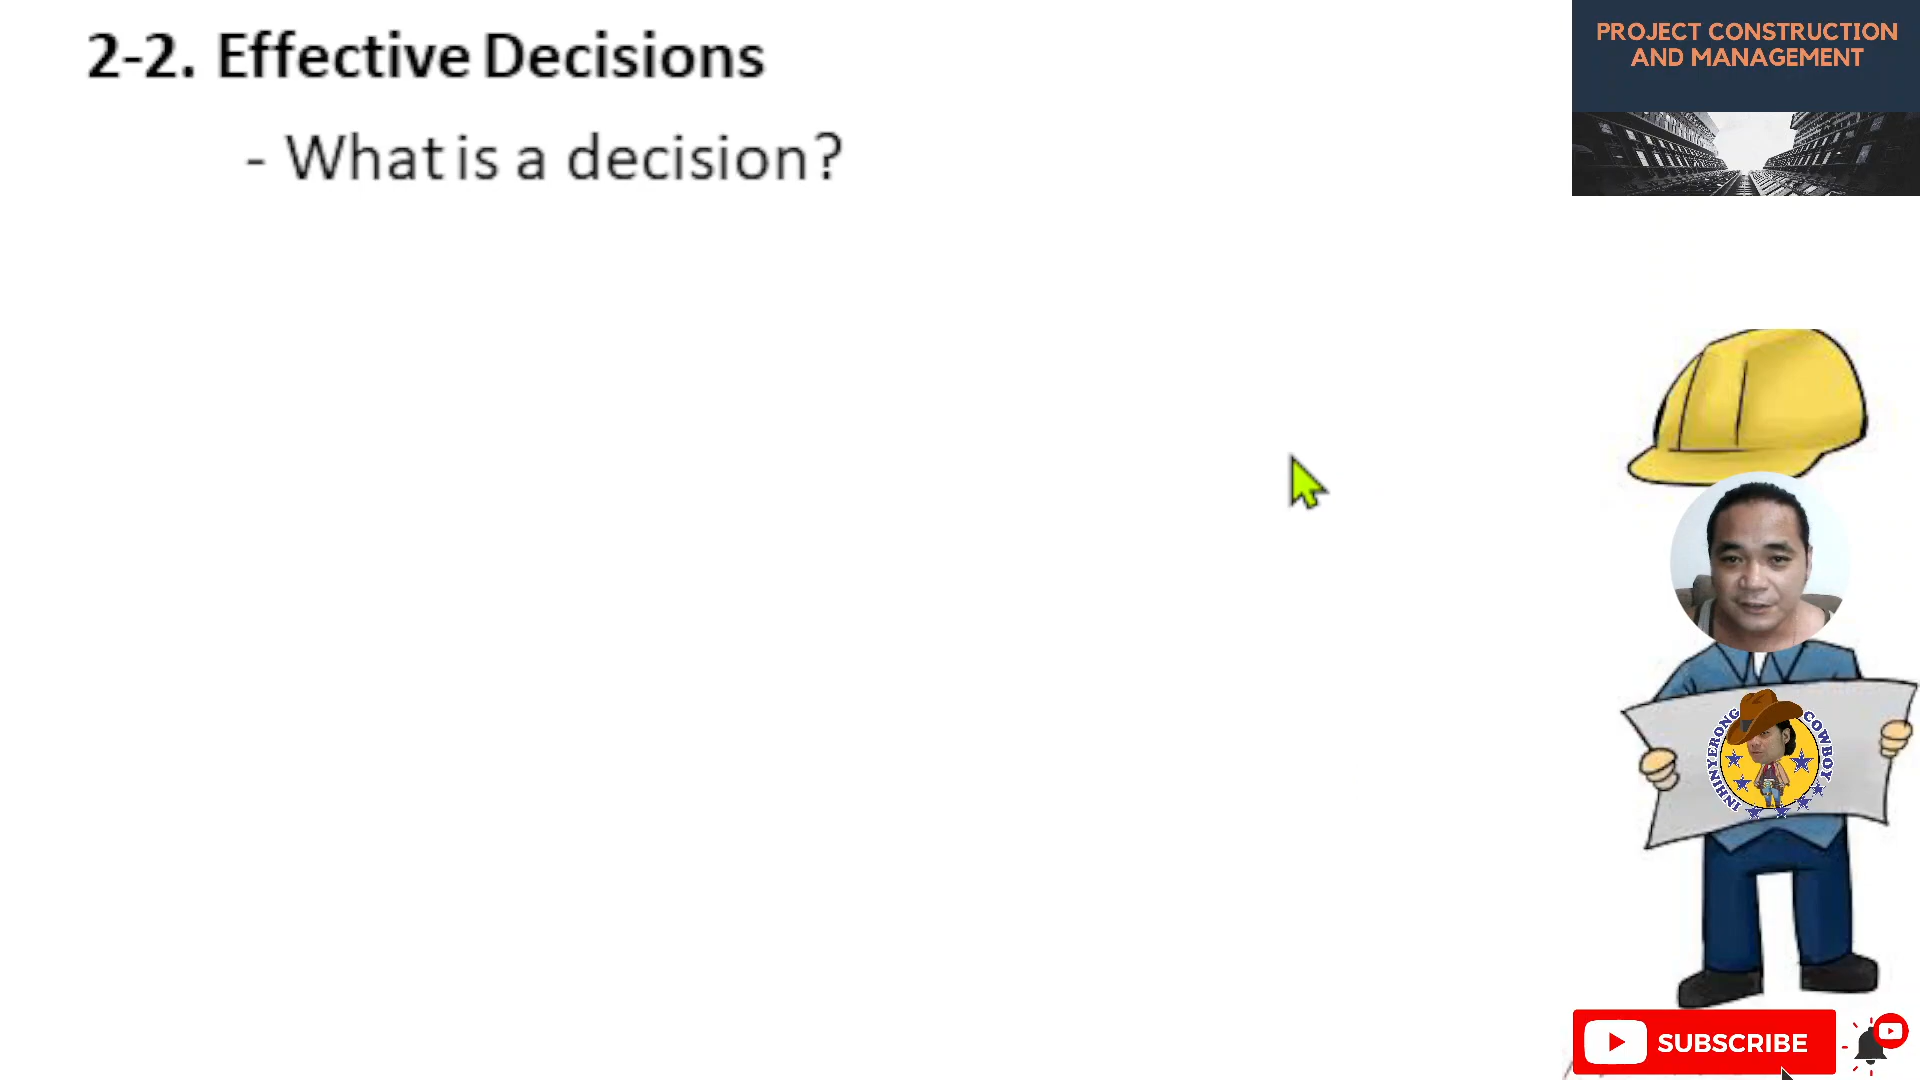 2-2. Effective Decisions
- What is a decision?
PROJECT CONSTRUCTION
AND MANAGEMENT
INHINYERONG COWBOY
SUBSCRIBE